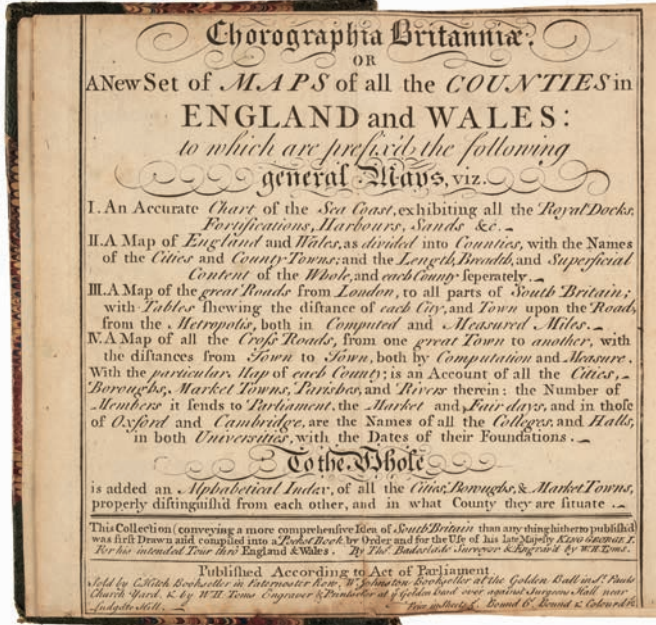 Chorographia Britanniæ:
OR
A New Set of MAPS of all the COUNTIES in
ENGLAND and WALES:
to which are prefix'd the following
general Maps, viz.
I. An Accurate Chart of the Sea Coast, exhibiting all the Royal Docks,
Fortifications, Harbours, Sands &c.
II. A Map of England and Wales, as divided into Counties, with the Names
of the Cities and County Towns; and the Length, Breadth, and Superficial
Content of the Whole, and each County seperately.
III. A Map of the great Roads from London, to all parts of South Britain;
with Tables shewing the distance of each City, and Town upon the Road,
from the Metropolis, both in Computed and Measured Miles.
IV. A Map of all the Cross Roads, from one great Town to another, with
the distances from Town to Town, both by Computation and Measure.
With the particular Map of each County; is an Account of all the Cities,
Boroughs, Market Towns, Parishes, and Rivers therein: the Number of
Members it sends to Parliament, the Market and Fair days, and in those
of Oxford and Cambridge, are the Names of all the Colleges, and Halls,
in both Universities, with the Dates of their Foundations.
To the Whole
is added an Alphabetical Index, of all the Cities, Boroughs, & Market Towns,
properly distinguish'd from each other, and in what County they are situate.
This Collection (conveying a more comprehensive Idea of South Britain than any thing hitherto publish'd
was first Drawn and compiled into a Pocket Book, by Order and for the Use of his late Majesty KING GEORGE I.
For his intended Tour thro' England & Wales. By Tho.s Badeslade Surveyor & Engrav'd by W.H. Toms.
Published According to Act of Parliament.
Sold by C. Hitch Bookseller in Paternoster Row, W. Johnston Bookseller at the Golden Ball in St. Pauls
Church Yard, & by W.H. Toms Engraver & Printseller at ye Golden head over against Surgeons Hall near
Ludgate Hill. Price in Sheets 5. Bound 6. Bound & Colour'd